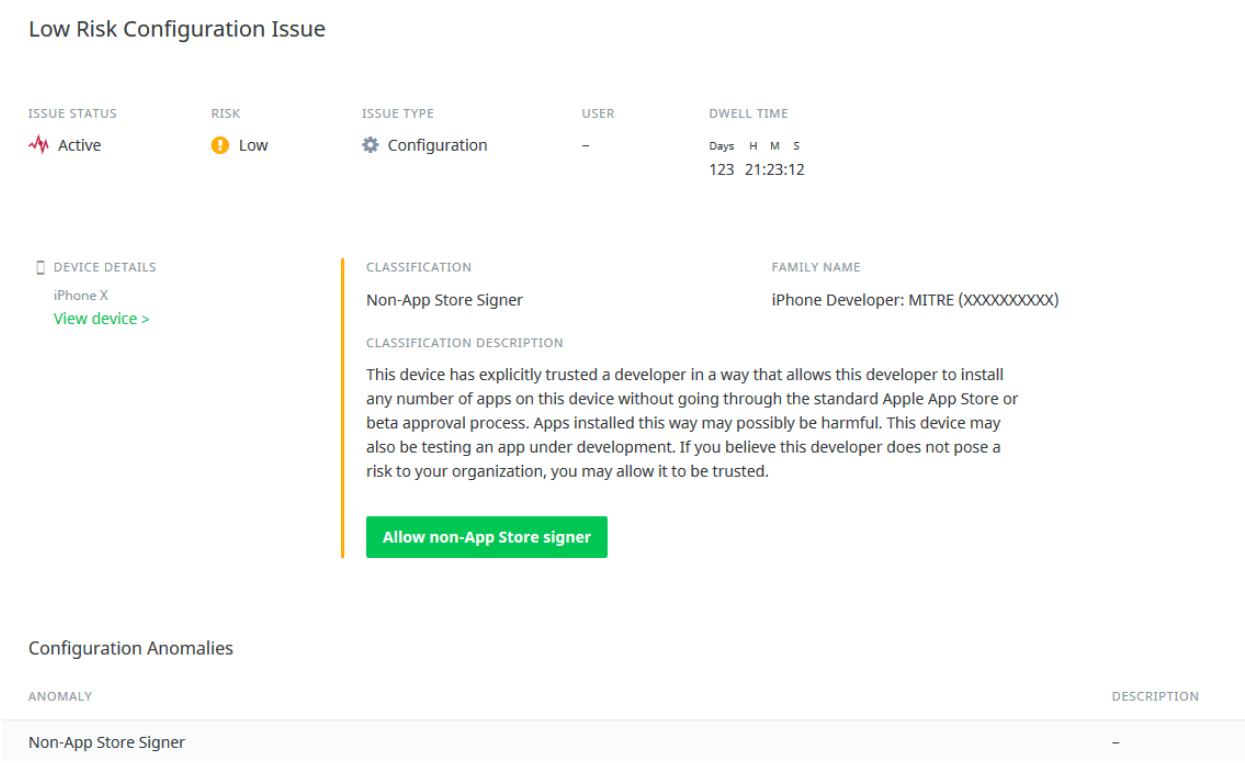 Low Risk Configuration Issue
ISSUE STATUS
RISK
ISSUE TYPE
USER
DWELL TIME
Active
Low
Configuration
–
Days H M S
123 21:23:12
DEVICE DETAILS
iPhone X
View device >
CLASSIFICATION
FAMILY NAME
Non-App Store Signer
iPhone Developer: MITRE (XXXXXXXXXX)
CLASSIFICATION DESCRIPTION
This device has explicitly trusted a developer in a way that allows this developer to install
any number of apps on this device without going through the standard Apple App Store or
beta approval process. Apps installed this way may possibly be harmful. This device may
also be testing an app under development. If you believe this developer does not pose a
risk to your organization, you may allow it to be trusted.
Allow non-App Store signer
Configuration Anomalies
ANOMALY
DESCRIPTION
Non-App Store Signer
–